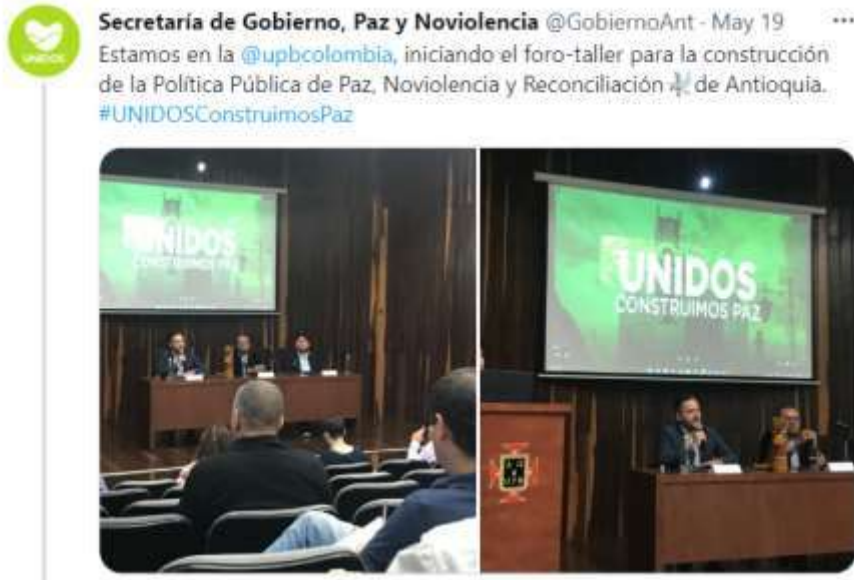 Secretaría de Gobierno, Paz y Noviolencia @GobiernoAnt · May 19 ···
UNIDOS
Estamos en la @upbcolombia, iniciando el foro-taller para la construcción
de la Política Pública de Paz, Noviolencia y Reconciliación 🕊 de Antioquia.
#UNIDOSConstruimosPaz
UNIDOS
CONSTRUIMOS PAZ
UNIDOS
CONSTRUIMOS PAZ